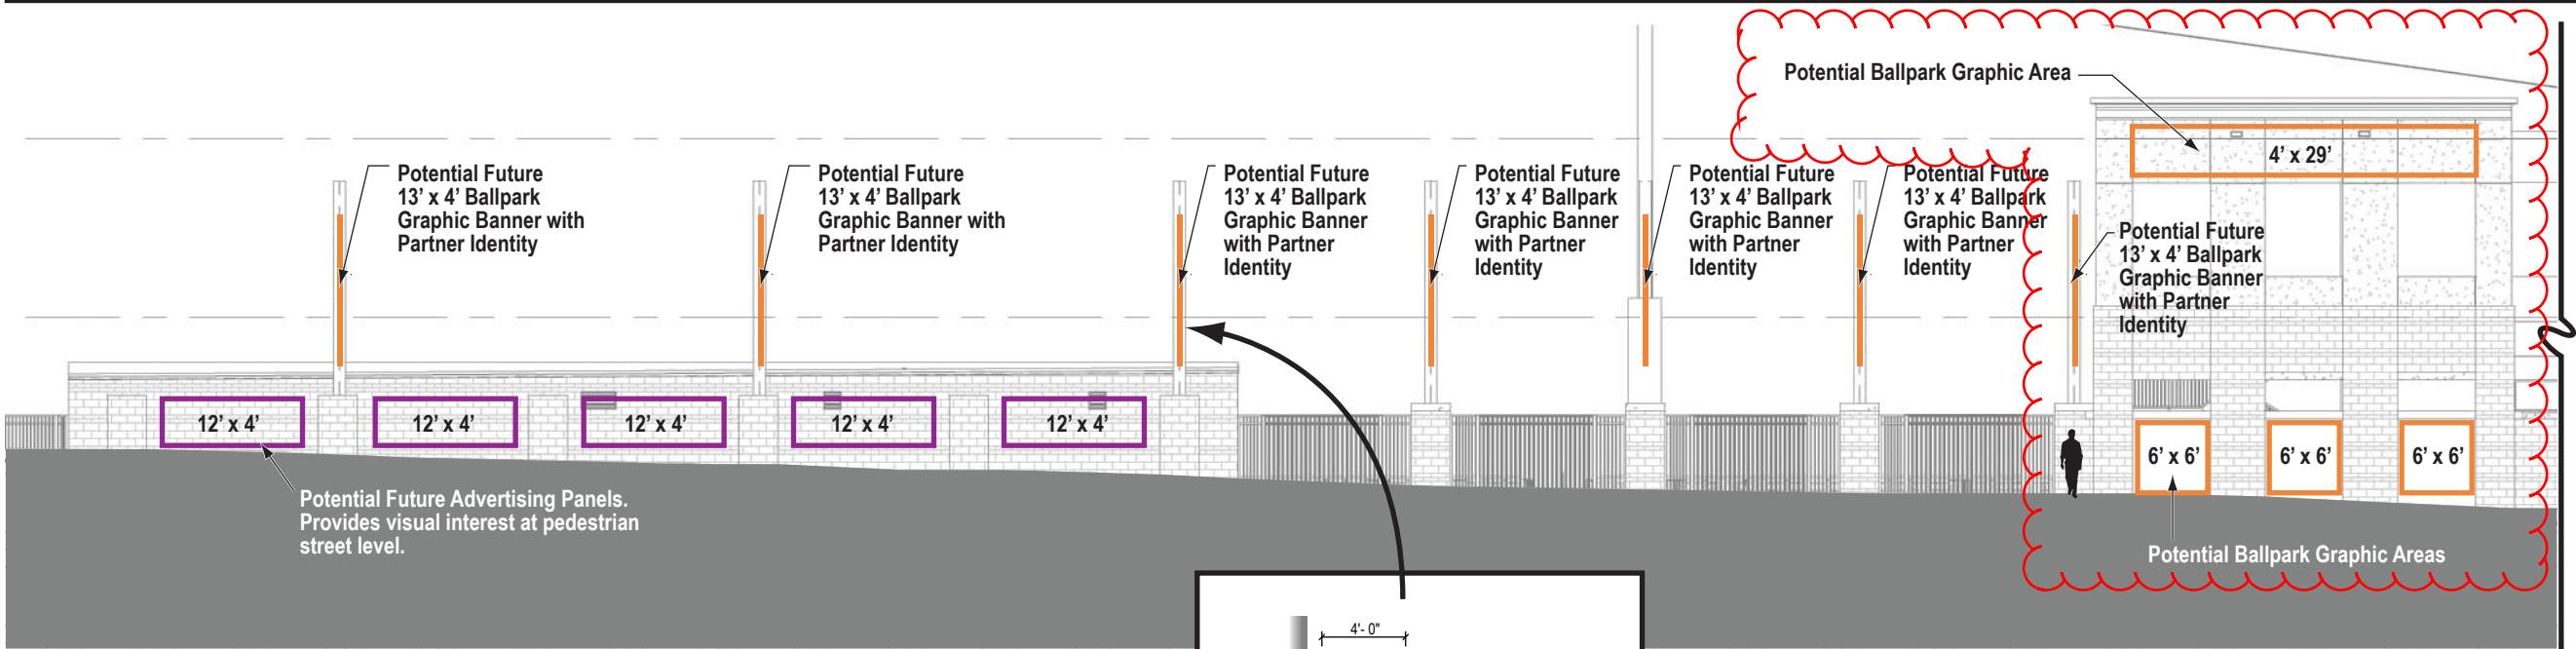 Potential Ballpark Graphic Area
4’ x 29’
Potential Future
13’ x 4’ Ballpark
Graphic Banner with
Partner Identity
Potential Future
13’ x 4’ Ballpark
Graphic Banner with
Partner Identity
Potential Future
13’ x 4’ Ballpark
Graphic Banner
with Partner
Identity
Potential Future
13’ x 4’ Ballpark
Graphic Banner
with Partner
Identity
Potential Future
13’ x 4’ Ballpark
Graphic Banner
with Partner
Identity
Potential Future
13’ x 4’ Ballpark
Graphic Banner
with Partner
Identity
Potential Future
13’ x 4’ Ballpark
Graphic Banner
with Partner
Identity
12’ x 4’
12’ x 4’
12’ x 4’
12’ x 4’
12’ x 4’
6’ x 6’
6’ x 6’
6’ x 6’
Potential Future Advertising Panels.
Provides visual interest at pedestrian
street level.
Potential Ballpark Graphic Areas
4'- 0"